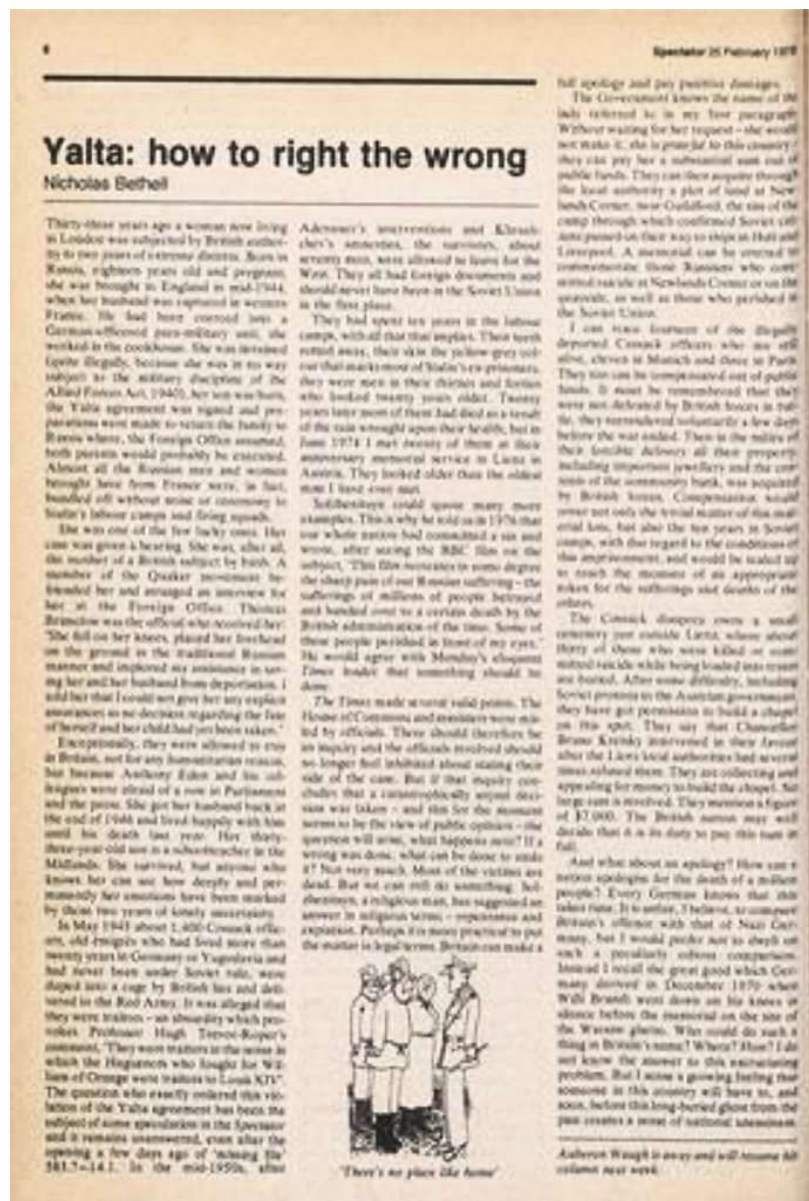 6
Spectator 25 February 1978
Yalta: how to right the wrong
Nicholas Bethell
Thirty-three years ago a woman now living
in London was subjected by British author-
ity to two years of extreme distress. Born in
Russia, eighteen years old and pregnant,
she was brought to England in mid-1944,
when her husband was captured in western
France. He had been coerced into a
German-officered para-military unit, she
worked in the cookhouse. She was detained
(quite illegally, because she was in no way
subject to the military discipline of the
Allied Forces Act, 1940), her son was born,
the Yalta agreement was signed and pre-
parations were made to return the family to
Russia where, the Foreign Office assumed,
both parents would probably be executed.
Almost all the Russian men and women
brought here from France were, in fact,
bundled off without noise or ceremony to
Stalin's labour camps and firing squads.
She was one of the few lucky ones. Her
case was given a hearing. She was, after all,
the mother of a British subject by birth. A
member of the Quaker movement be-
friended her and arranged an interview for
her at the Foreign Office. Thomas
Brimelow was the official who received her:
'She fell on her knees, placed her forehead
on the ground in the traditional Russian
manner and implored my assistance in sav-
ing her and her husband from deportation. I
told her that I could not give her any explicit
assurances as no decision regarding the fate
of herself and her child had yet been taken.'
Exceptionally, they were allowed to stay
in Britain, not for any humanitarian reason,
but because Anthony Eden and his col-
leagues were afraid of a row in Parliament
and the press. She got her husband back at
the end of 1946 and lived happily with him
until his death last year. Her thirty-
three-year-old son is a schoolteacher in the
Midlands. She survived, but anyone who
knows her can see how deeply and per-
manently her emotions have been marked
by those two years of lonely uncertainty.
In May 1945 about 1,400 Cossack offic-
ers, old émigrés who had lived more than
twenty years in Germany or Yugoslavia and
had never been under Soviet rule, were
duped into a cage by British lies and deli-
vered to the Red Army. It was alleged that
they were traitors – an absurdity which pro-
vokes Professor Hugh Trevor-Roper's
comment, 'They were traitors in the sense in
which the Huguenots who fought for Wil-
liam of Orange were traitors to Louis XIV'.
The question who exactly ordered this vio-
lation of the Yalta agreement has been the
subject of some speculation in the Spectator
and it remains unanswered, even after the
opening a few days ago of 'missing file'
383.7–14.1. In the mid-1950s, after
Adenauer's interventions and Khrush-
chev's amnesties, the survivors, about
seventy men, were allowed to leave for the
West. They all had foreign documents and
should never have been in the Soviet Union
in the first place.
They had spent ten years in the labour
camps, with all that that implies. Their teeth
rotted away, their skin the yellow-grey col-
our that marks most of Stalin's ex-prisoners,
they were men in their thirties and forties
who looked twenty years older. Twenty
years later most of them had died as a result
of the ruin wrought upon their health, but in
June 1974 I met twenty of them at their
anniversary memorial service in Lienz in
Austria. They looked older than the oldest
men I have ever met.
Solzhenitsyn could quote many more
examples. This is why he told us in 1976 that
our whole nation had committed a sin and
wrote, after seeing the BBC film on the
subject, 'This film recreates in some degree
the sharp pain of our Russian suffering – the
sufferings of millions of people betrayed
and handed over to a certain death by the
British administration of the time. Some of
these people perished in front of my eyes.'
He would agree with Monday's eloquent
Times leader that something should be
done.
The Times made several valid points. The
House of Commons and ministers were mis-
led by officials. There should therefore be
an inquiry and the officials involved should
no longer feel inhibited about stating their
side of the case. But if that inquiry con-
cludes that a catastrophically unjust deci-
sion was taken – and this for the moment
seems to be the view of public opinion – the
question will arise, what happens next? If a
wrong was done, what can be done to undo
it? Not very much. Most of the victims are
dead. But we can still do something. Sol-
zhenitsyn, a religious man, has suggested an
answer in religious terms – repentance and
expiation. Perhaps it is more practical to put
the matter in legal terms. Britain can make a
'There's no place like home'
full apology and pay punitive damages.
The Government knows the name of the
lady referred to in my first paragraph.
Without waiting for her request – she would
not make it, she is grateful to this country –
they can pay her a substantial sum out of
public funds. They can then acquire through
the local authority a plot of land at New-
lands Corner, near Guildford, the site of the
camp through which confirmed Soviet citi-
zens passed on their way to ships in Hull and
Liverpool. A memorial can be erected to
commemorate those Russians who com-
mitted suicide at Newlands Corner or on the
quayside, as well as those who perished in
the Soviet Union.
I can trace fourteen of the illegally
deported Cossack officers who are still
alive, eleven in Munich and three in Paris.
They too can be compensated out of public
funds. It must be remembered that they
were not defeated by British forces in bat-
tle, they surrendered voluntarily a few days
before the war ended. Then in the milieu of
their forcible delivery all their property,
including important jewellery and the con-
tents of the community bank, was acquired
by British forces. Compensation would
cover not only the trivial matter of this mat-
erial loss, but also the ten years in Soviet
camps, with due regard to the conditions of
this imprisonment, and would be scaled up
to reach the moment of an appropriate
token for the sufferings and deaths of the
others.
The Cossack diaspora owns a small
cemetery just outside Lienz, where about
thirty of those who were killed or com-
mitted suicide while being loaded into trains
are buried. After some difficulty, including
Soviet protests to the Austrian government,
they have got permission to build a chapel
on this spot. They say that Chancellor
Bruno Kreisky intervened in their favour
after the Lienz local authorities had several
times refused them. They are collecting and
appealing for money to build the chapel. No
large sum is involved. They mention a figure
of $7,000. The British nation may well
decide that it is its duty to pay this sum in
full.
And what about an apology? How can a
nation apologise for the death of a million
people? Every German knows that this
takes time. It is unfair, I believe, to compare
Britain's offence with that of Nazi Ger-
many, but I would prefer not to dwell on
such a peculiarly odious comparison.
Instead I recall the great good which Ger-
many derived in December 1970 when
Willi Brandt went down on his knees in
silence before the memorial on the site of
the Warsaw ghetto. Who could do such a
thing in Britain's name? Where? How? I do
not know the answer to this excruciating
problem. But I sense a growing feeling that
someone in this country will have to, and
soon, before this long-buried ghost from the
past creates a sense of national
Auberon Waugh is away and will resume his
column next week.